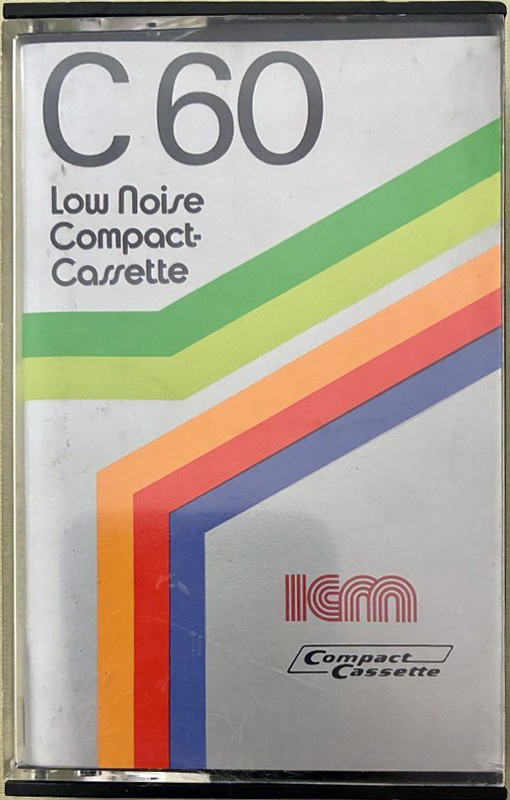 C 60
Low Noise
Compact-
Cassette
ICM
Compact
Cassette